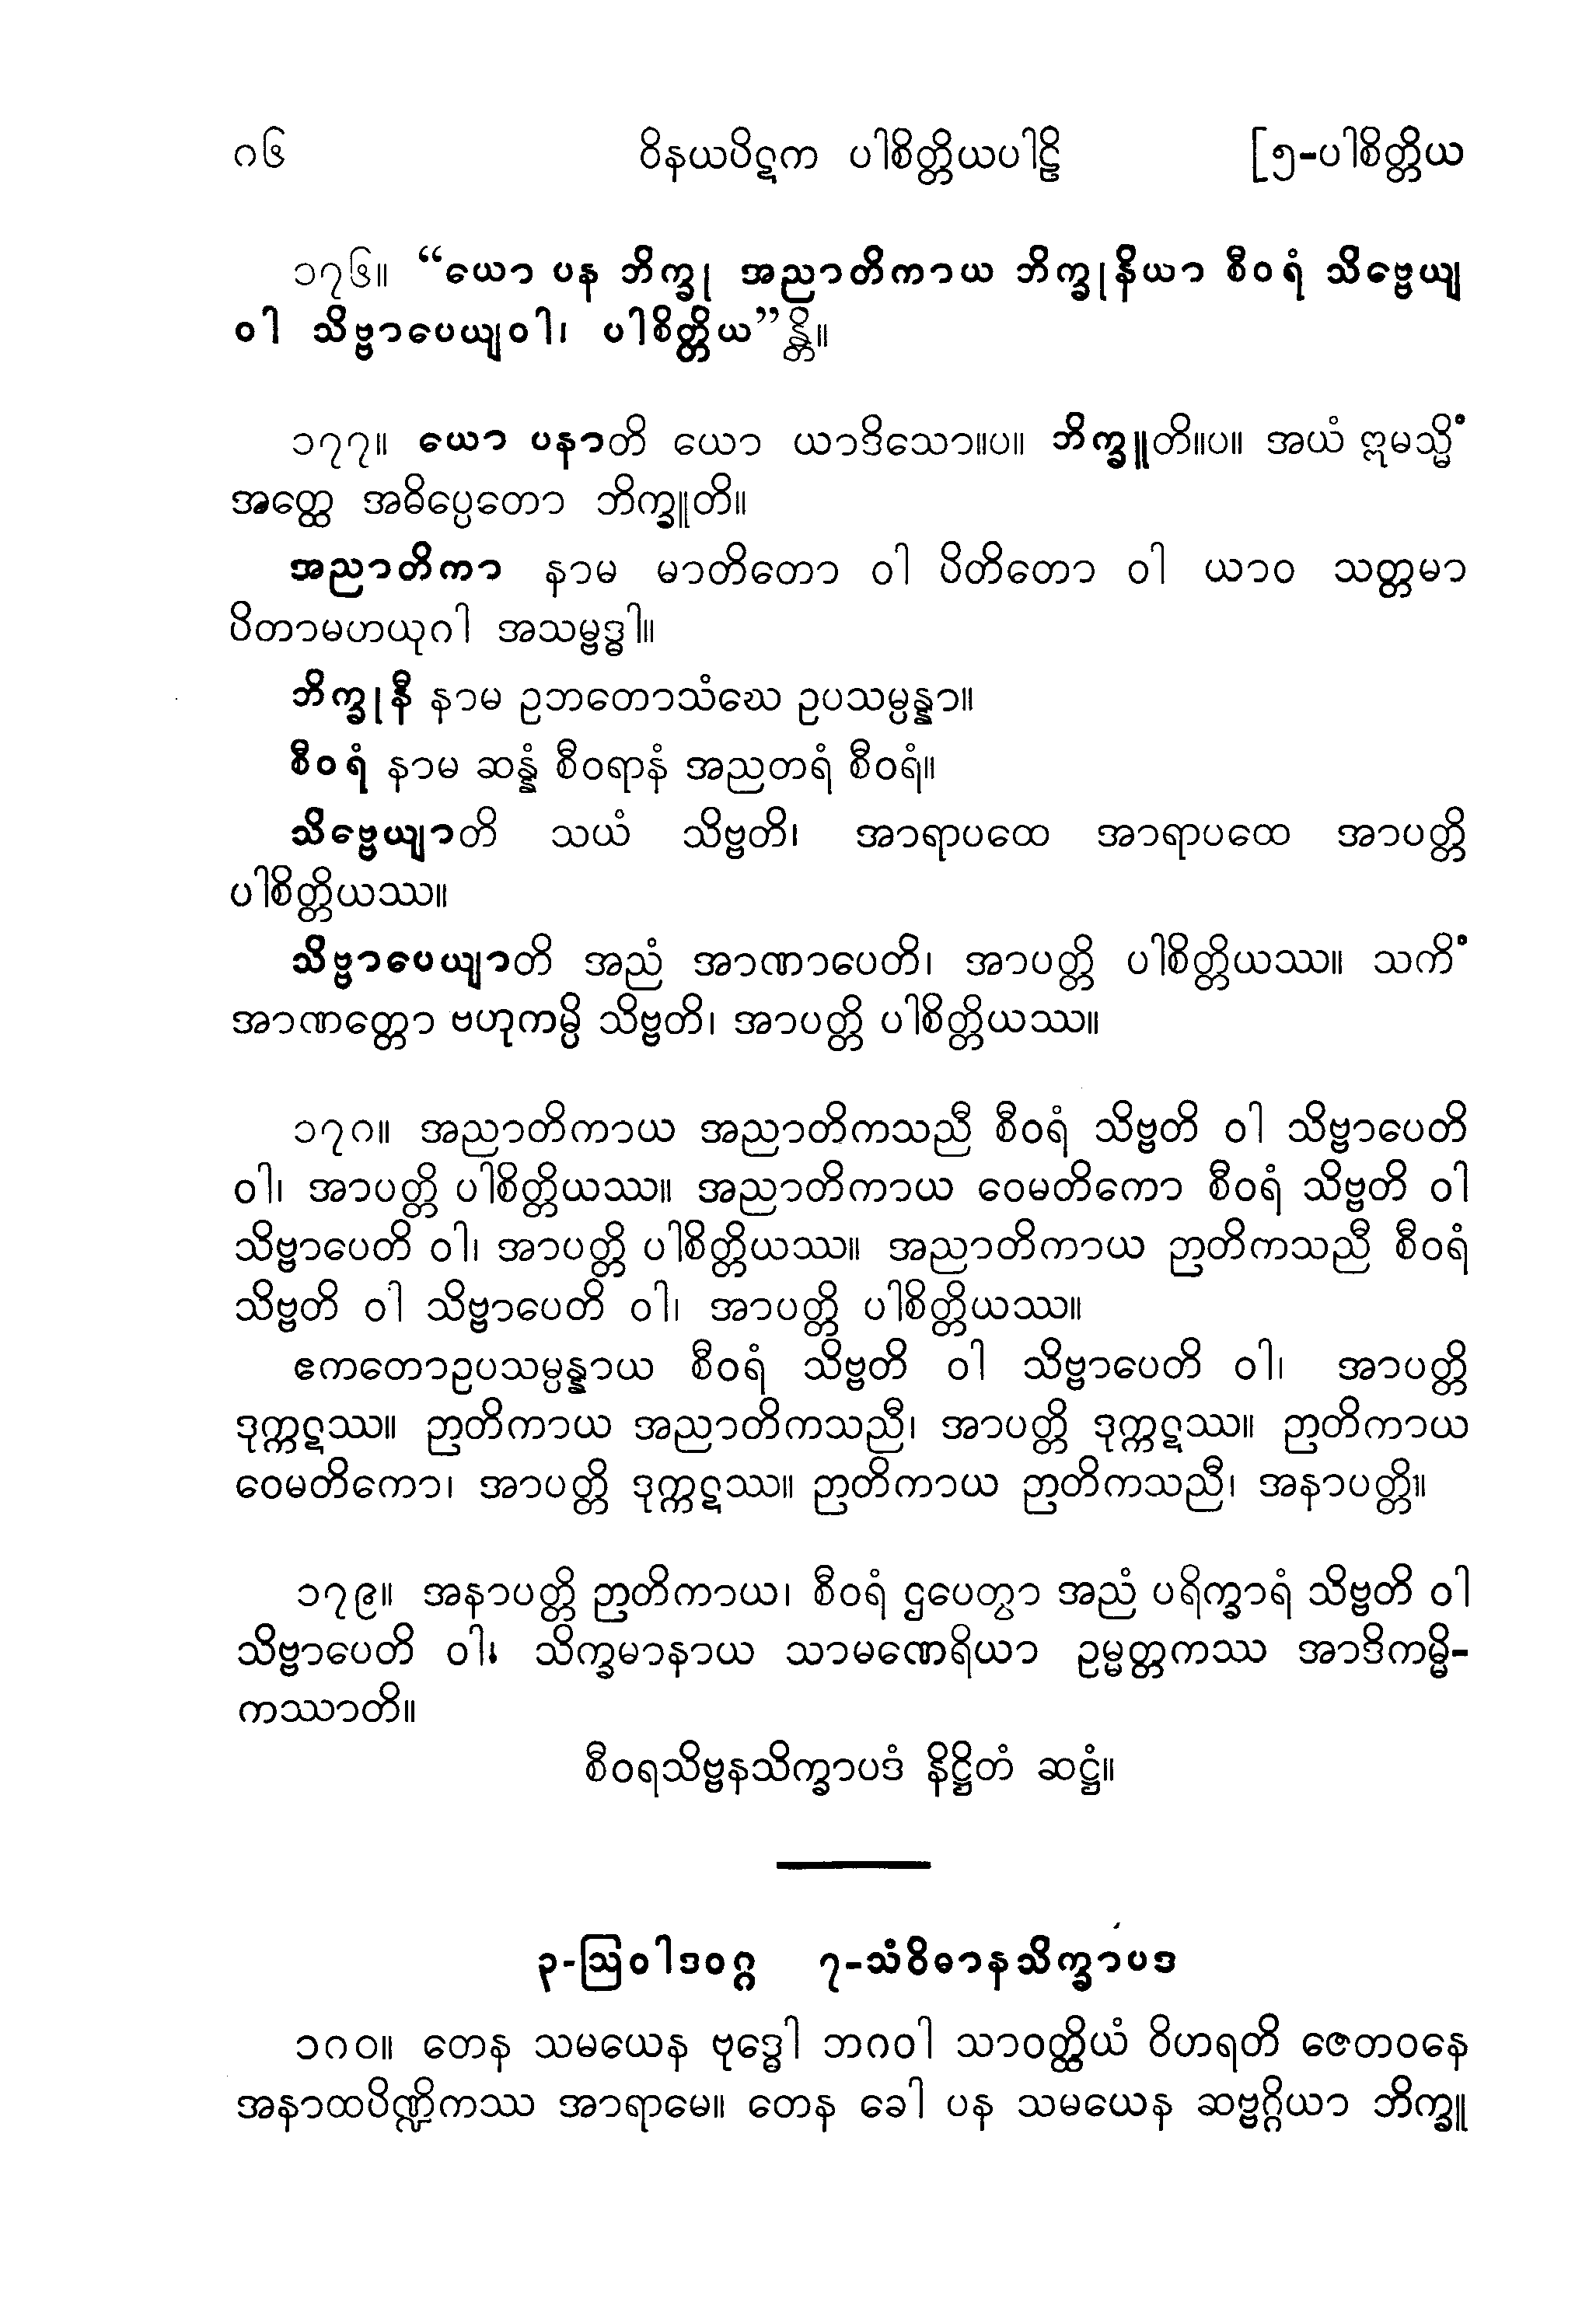 ၈၆ ဝိနယပိဋက ပါစိတ္တိယပါဠိ [၅-ပါစိတ္တိယ
၁၇၆။ “ယော ပန ဘိက္ခု အညာတိကာယ ဘိက္ခုနိယာ စီဝရံ သိဗ္ဗေယျ
ဝါ သိဗ္ဗာပေယျဝါ၊ ပါစိတ္တိယ”န္တိ။
၁၇၇။ ယော ပနာတိ ယော ယာဒိသော။ပ။ ဘိက္ခူတိ။ပ။ အယံ ဣမသ္မိံ
အတ္ထေ အဓိပ္ပေတော ဘိက္ခူတိ။
အညာတိကာ နာမ မာတိတော ဝါ ပိတိတော ဝါ ယာဝ သတ္တမာ
ပိတာမဟယုဂါ အသမ္ဗဒ္ဓါ။
ဘိက္ခုနီ နာမ ဥဘတောသံဃေ ဥပသမ္ပန္နာ။
စီဝရံ နာမ ဆန္နံ စီဝရာနံ အညတရံ စီဝရံ။
သိဗ္ဗေယျာတိ သယံ သိဗ္ဗတိ၊ အာရာပထေ အာရာပထေ အာပတ္တိ
ပါစိတ္တိယဿ။
သိဗ္ဗာပေယျာတိ အညံ အာဏာပေတိ၊ အာပတ္တိ ပါစိတ္တိယဿ။ သကိံ
အာဏတ္တော ဗဟုကမ္ပိ သိဗ္ဗတိ၊ အာပတ္တိ ပါစိတ္တိယဿ။
၁၇၈။ အညာတိကာယ အညာတိကသညီ စီဝရံ သိဗ္ဗတိ ဝါ သိဗ္ဗာပေတိ
ဝါ၊ အာပတ္တိ ပါစိတ္တိယဿ။ အညာတိကာယ ဝေမတိကော စီဝရံ သိဗ္ဗတိ ဝါ
သိဗ္ဗာပေတိ ဝါ၊ အာပတ္တိ ပါစိတ္တိယဿ။ အညာတိကာယ ဉာတိကသညီ စီဝရံ
သိဗ္ဗတိ ဝါ သိဗ္ဗာပေတိ ဝါ၊ အာပတ္တိ ပါစိတ္တိယဿ။
ဧကတောဥပသမ္ပန္နာယ စီဝရံ သိဗ္ဗတိ ဝါ သိဗ္ဗာပေတိ ဝါ၊ အာပတ္တိ
ဒုက္ကဋဿ။ ဉာတိကာယ အညာတိကသညီ၊ အာပတ္တိ ဒုက္ကဋဿ။ ဉာတိကာယ
ဝေမတိကော၊ အာပတ္တိ ဒုက္ကဋဿ။ ဉာတိကာယ ဉာတိကသညီ၊ အနာပတ္တိ။
၁၇၉။ အနာပတ္တိ ဉာတိကာယ၊ စီဝရံ ဌပေတွာ အညံ ပရိက္ခာရံ သိဗ္ဗတိ ဝါ
သိဗ္ဗာပေတိ ဝါ၊ သိက္ခမာနာယ သာမဏေရိယာ ဥမ္မတ္တကဿ အာဒိကမ္မိ-
ကဿာတိ။
စီဝရသိဗ္ဗနသိက္ခာပဒံ နိဋ္ဌိတံ ဆဋ္ဌံ။
၃-ဩဝါဒဝဂ္ဂ ၇-သံဝိဓာနသိက္ခာပဒ
၁၈၀။ တေန သမယေန ဗုဒ္ဓေါ ဘဂဝါ သာဝတ္ထိယံ ဝိဟရတိ ဇေတဝနေ
အနာထပိဏ္ဍိကဿ အာရာမေ။ တေန ခေါ ပန သမယေန ဆဗ္ဗဂ္ဂိယာ ဘိက္ခူ